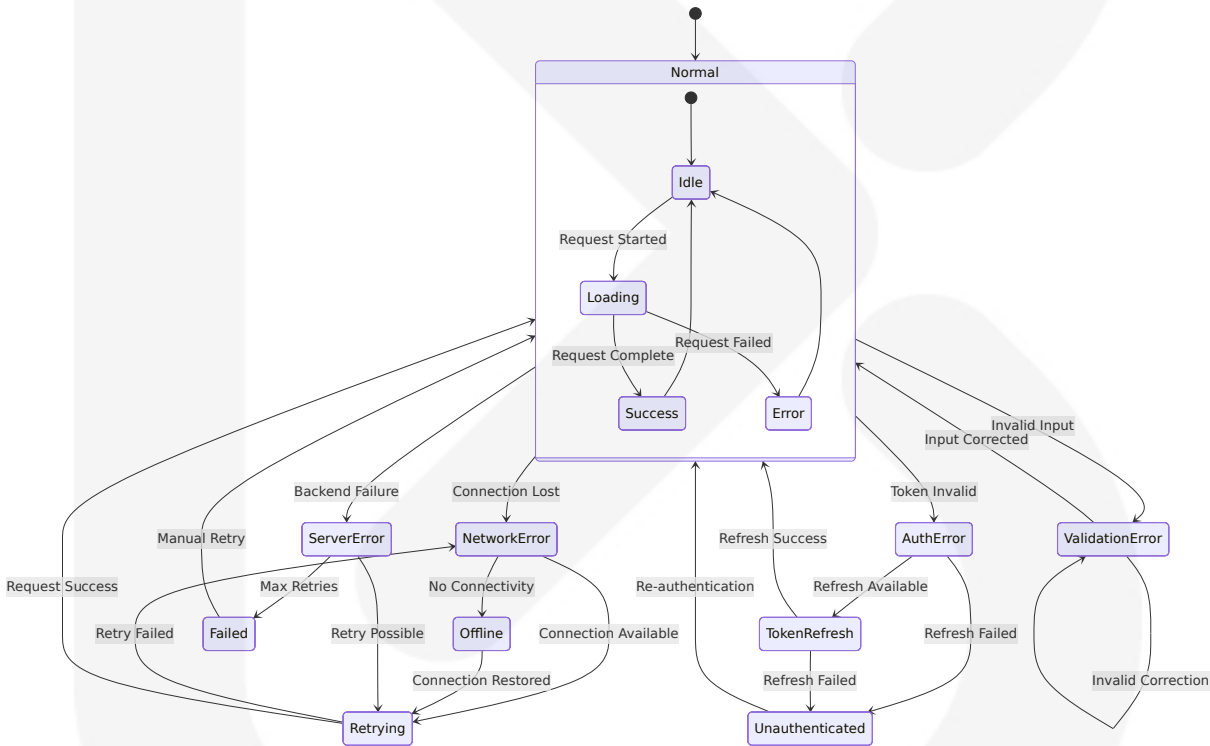 Normal
Idle
Request Started
Loading
Request Failed
Request Complete
Success
Error
Invalid Input
Input Corrected
Backend Failure
Connection Lost
Token Invalid
Manual Retry
ServerError
NetworkError
Refresh Success
AuthError
ValidationError
Request Success
Max Retries
No Connectivity
Re-authentication
Refresh Available
Retry Failed
Failed
Retry Possible
Offline
Connection Available
TokenRefresh
Refresh Failed
Connection Restored
Refresh Failed
Invalid Correction
Retrying
Unauthenticated